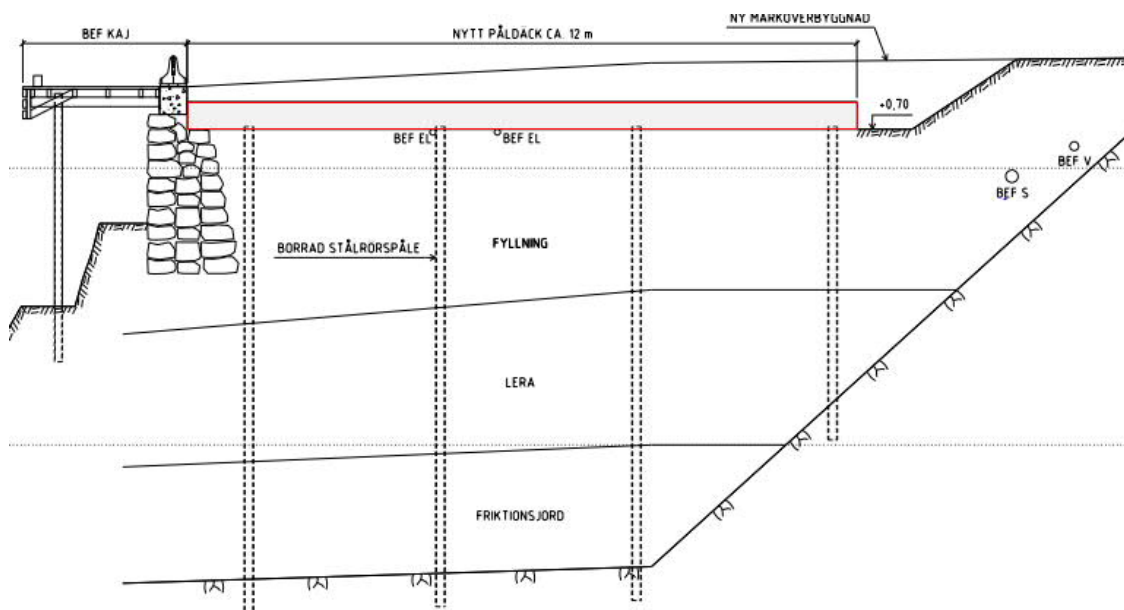 NY MARKÖVERBYGGNAD
BEF KAJ
NYTT PÅLDÄCK CA. 12 m
+0,70
BEF EL
BEF EL
BEF V
BEF S
BORRAD STÅLRÖRSPÅLE
FYLLNING
LERA
FRIKTIONSJORD